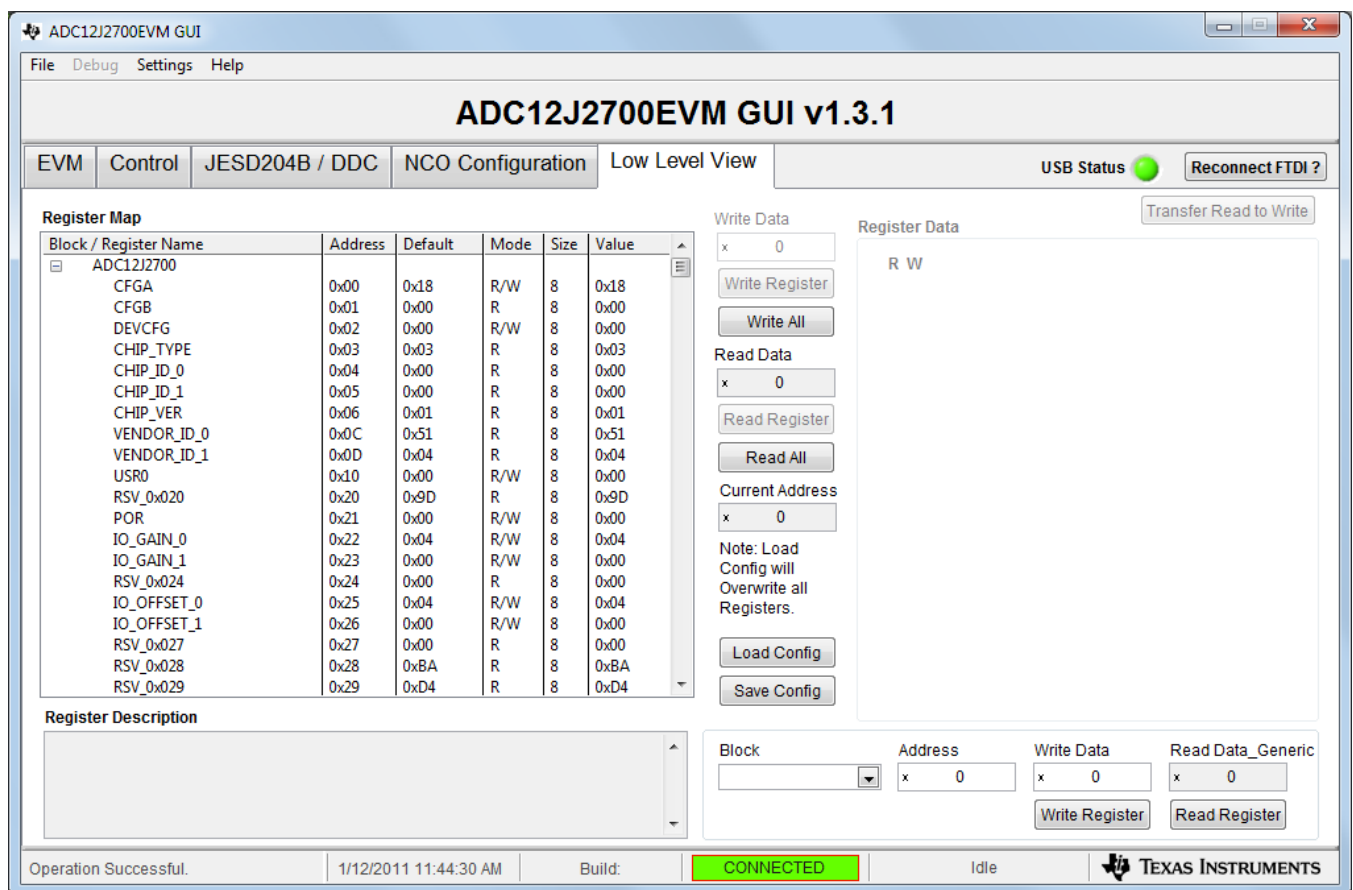 ADC12J2700EVM GUI
File Debug Settings Help
ADC12J2700EVM GUI v1.3.1
EVM Control JESD204B / DDC NCO Configuration Low Level View USB Status Reconnect FTDI ?
Transfer Read to Write
Register Map
Block / Register Name Address Default Mode Size Value
ADC12J2700
CFGA 0x00 0x18 R/W 8 0x18
CFGB 0x01 0x00 R 8 0x00
DEVCFG 0x02 0x00 R/W 8 0x00
CHIP_TYPE 0x03 0x03 R 8 0x03
CHIP_ID_0 0x04 0x00 R 8 0x00
CHIP_ID_1 0x05 0x00 R 8 0x00
CHIP_VER 0x06 0x01 R 8 0x01
VENDOR_ID_0 0x0C 0x51 R 8 0x51
VENDOR_ID_1 0x0D 0x04 R 8 0x04
USR0 0x10 0x00 R/W 8 0x00
RSV_0x020 0x20 0x9D R 8 0x9D
POR 0x21 0x00 R/W 8 0x00
IO_GAIN_0 0x22 0x04 R/W 8 0x04
IO_GAIN_1 0x23 0x00 R/W 8 0x00
RSV_0x024 0x24 0x00 R 8 0x00
IO_OFFSET_0 0x25 0x04 R/W 8 0x04
IO_OFFSET_1 0x26 0x00 R/W 8 0x00
RSV_0x027 0x27 0x00 R 8 0x00
RSV_0x028 0x28 0xBA R 8 0xBA
RSV_0x029 0x29 0xD4 R 8 0xD4
Write Data
x 0
Write Register
Write All
Read Data
x 0
Read Register
Read All
Current Address
x 0
Note: Load
Config will
Overwrite all
Registers.
Load Config
Save Config
Register Data
R W
Register Description
Block Address Write Data Read Data_Generic
x 0 x 0 x 0
Write Register Read Register
Operation Successful. 1/12/2011 11:44:30 AM Build: CONNECTED Idle TEXAS INSTRUMENTS